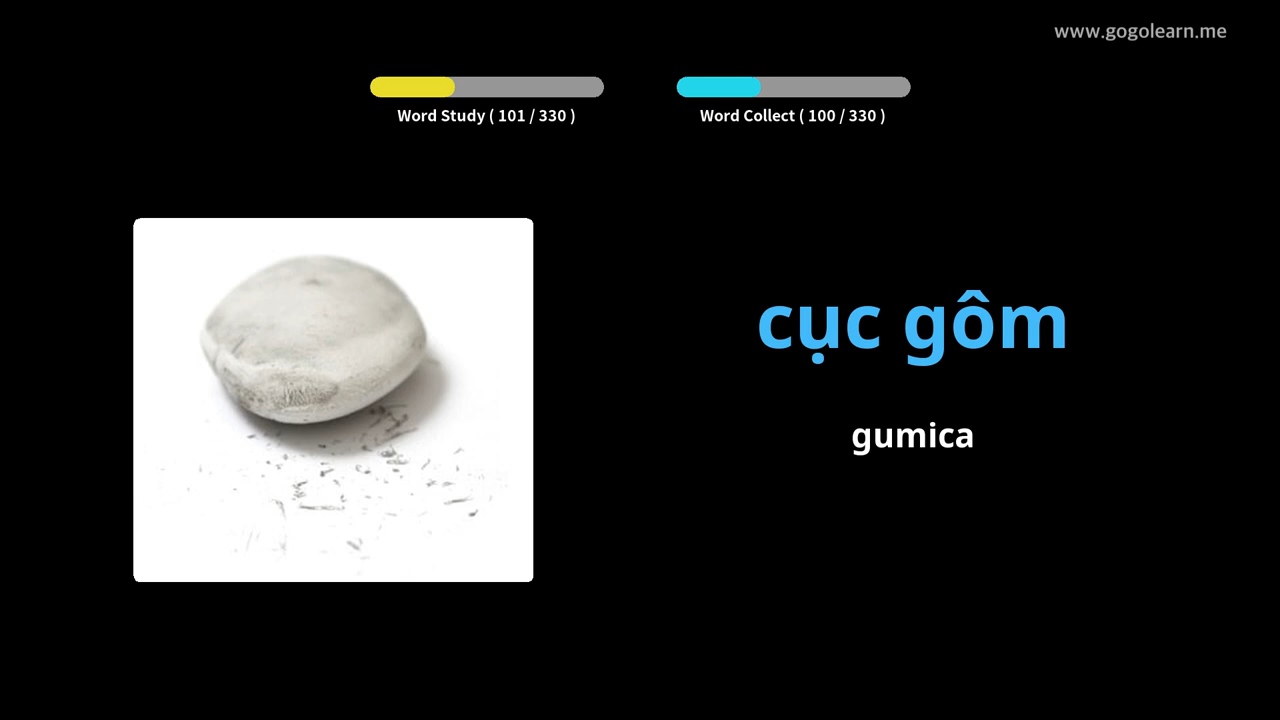 www.gogolearn.me
Word Study ( 101 / 330 )
Word Collect ( 100 / 330 )
cục gôm
gumica